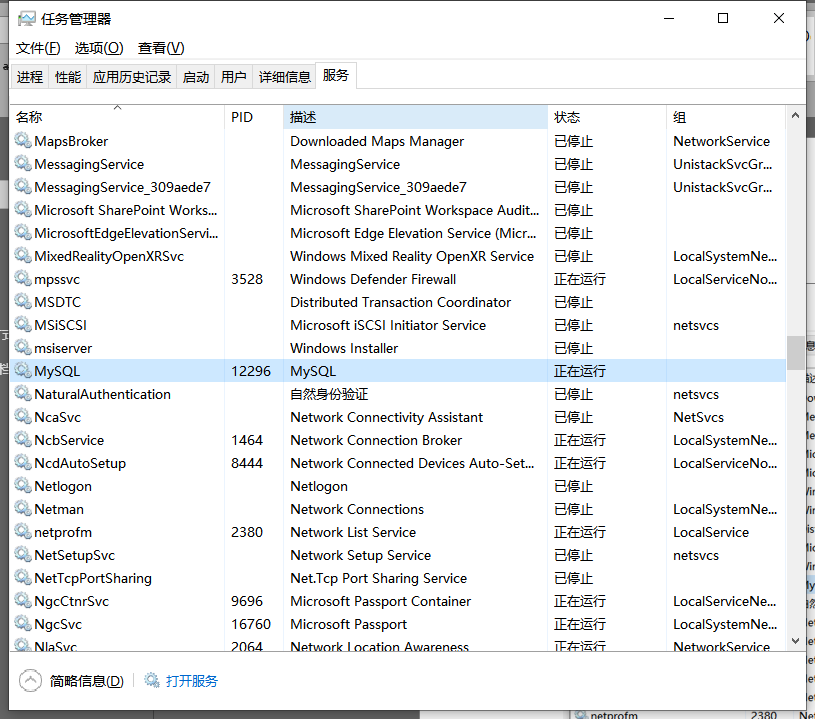 任务管理器
文件(F) 选项(O) 查看(V)
进程 性能 应用历史记录 启动 用户 详细信息 服务
名称 PID 描述 状态 组
MapsBroker Downloaded Maps Manager 已停止 NetworkService
MessagingService MessagingService 已停止 UnistackSvcGr...
MessagingService_309aede7 MessagingService_309aede7 已停止 UnistackSvcGr...
Microsoft SharePoint Works... Microsoft SharePoint Workspace Audit... 已停止
MicrosoftEdgeElevationServi... Microsoft Edge Elevation Service (Micr... 已停止
MixedRealityOpenXRSvc Windows Mixed Reality OpenXR Service 已停止 LocalSystemNe...
mpssvc 3528 Windows Defender Firewall 正在运行 LocalServiceNo...
MSDTC Distributed Transaction Coordinator 已停止
MSiSCSI Microsoft iSCSI Initiator Service 已停止 netsvcs
msiserver Windows Installer 已停止
MySQL 12296 MySQL 正在运行
NaturalAuthentication 自然身份验证 已停止 netsvcs
NcaSvc Network Connectivity Assistant 已停止 NetSvcs
NcbService 1464 Network Connection Broker 正在运行 LocalSystemNe...
NcdAutoSetup 8444 Network Connected Devices Auto-Set... 正在运行 LocalServiceNo...
Netlogon Netlogon 已停止
Netman Network Connections 已停止 LocalSystemNe...
netprofm 2380 Network List Service 正在运行 LocalService
NetSetupSvc Network Setup Service 已停止 netsvcs
NetTcpPortSharing Net.Tcp Port Sharing Service 已停止
NgcCtnrSvc 9696 Microsoft Passport Container 正在运行 LocalServiceNe...
NgcSvc 16760 Microsoft Passport 正在运行 LocalSystemNe...
NlaSvc 2064 Network Location Awareness 正在运行 NetworkService
简略信息(D) 打开服务
netprofm 2380